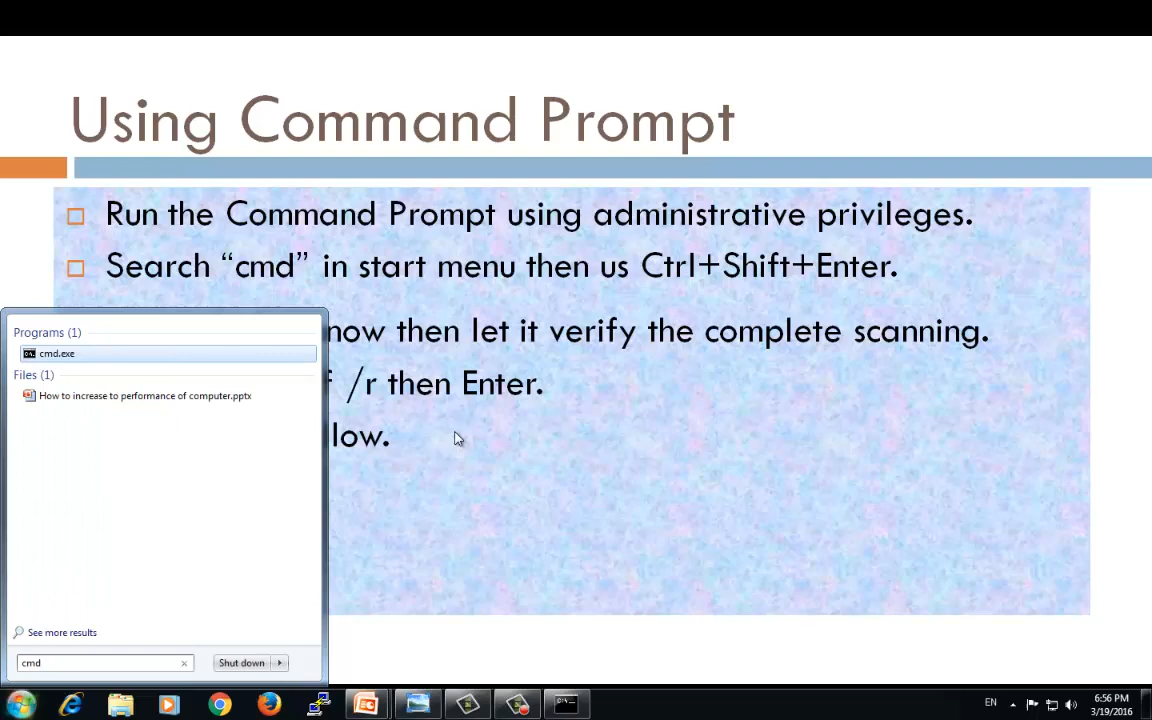 Using Command Prompt
Run the Command Prompt using administrative privileges.
Search “cmd” in start menu then us Ctrl+Shift+Enter.
now then let it verify the complete scanning.
/r then Enter.
llow.
Programs (1)
cmd.exe
Files (1)
How to increase to performance of computer.pptx
See more results
cmd
Shut down
EN
6:56 PM
3/19/2016